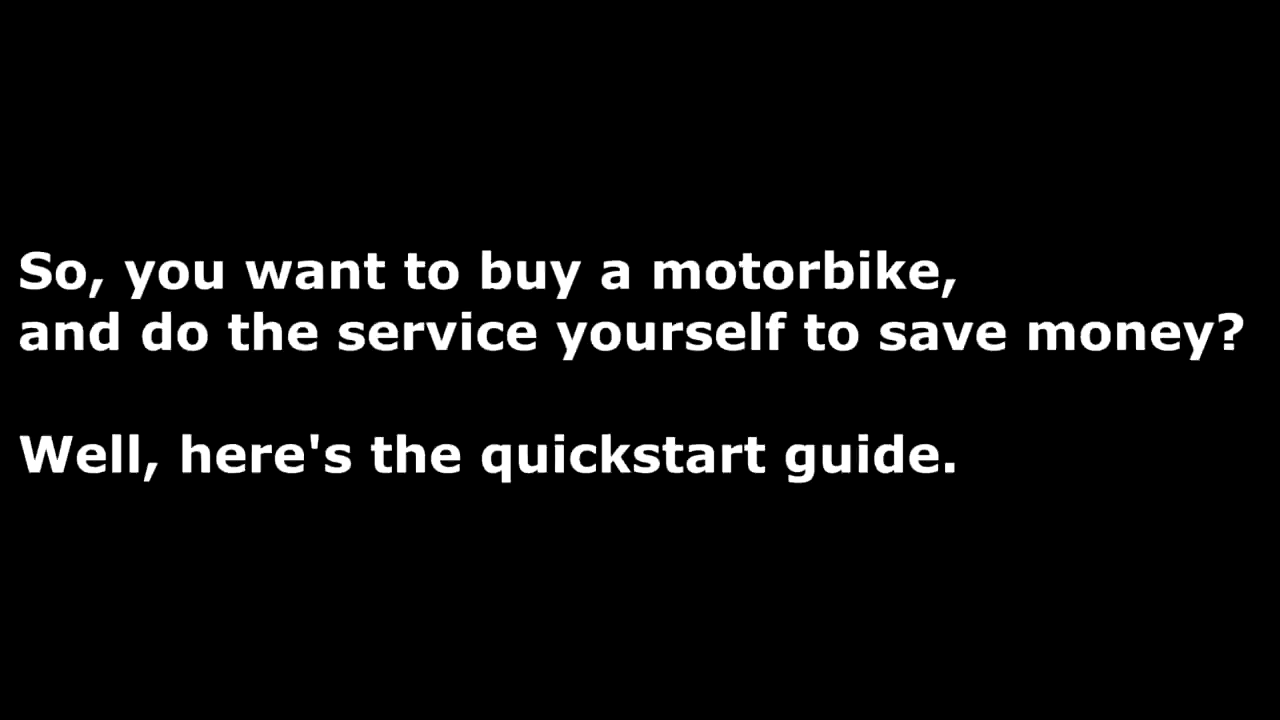 So, you want to buy a motorbike,
and do the service yourself to save money?
Well, here's the quickstart guide.